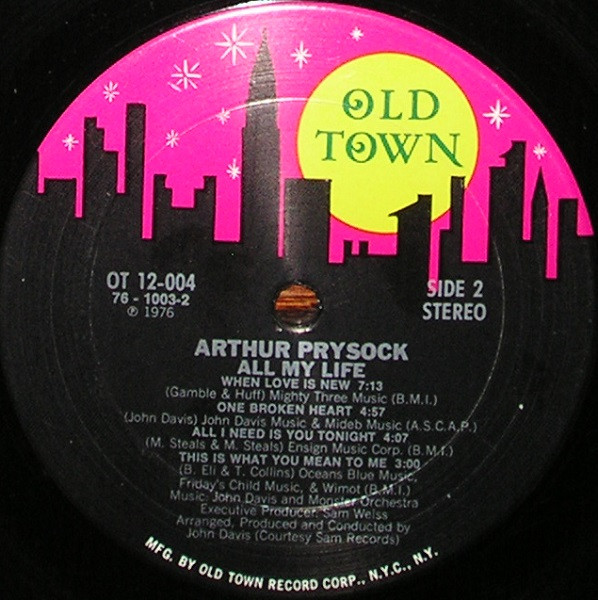 OLD
TOWN
OT 12-004
76 - 1003-2
℗ 1976
SIDE 2
STEREO
ARTHUR PRYSOCK
ALL MY LIFE
WHEN LOVE IS NEW 7:13
(Gamble & Huff) Mighty Three Music (B.M.I.)
ONE BROKEN HEART 4:57
(John Davis) John Davis Music & Mideb Music (A.S.C.A.P.)
ALL I NEED IS YOU TONIGHT 4:07
(M. Steals & M. Steals) Ensign Music Corp. (B.M.I.)
THIS IS WHAT YOU MEAN TO ME 3:00
(B. Eli & T. Collins) Oceans Blue Music,
Friday's Child Music, & Wimot (B.M.I.)
Music: John Davis and Monster Orchestra
Executive Producer: Sam Weiss
Arranged, Produced and Conducted by
John Davis (Courtesy Sam Records)
MFG. BY OLD TOWN RECORD CORP., N.Y.C., N.Y.